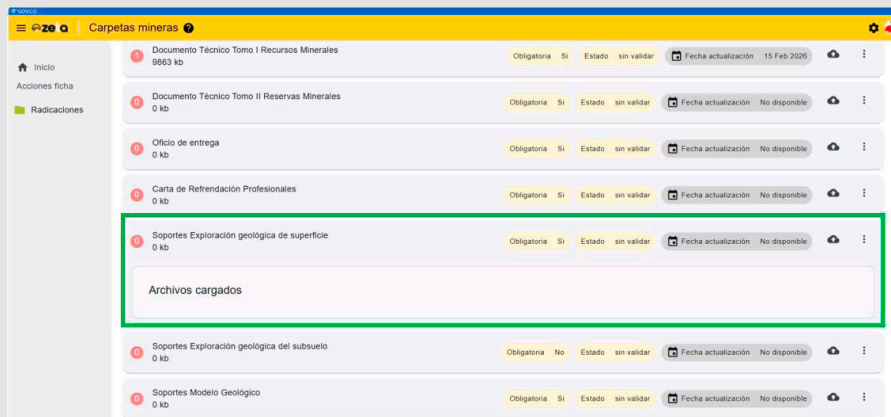 GOV.CO
Carpetas mineras
Inicio
Acciones ficha
Radicaciones
1 Documento Técnico Tomo I Recursos Minerales
9863 kb
Obligatoria Si Estado sin validar Fecha actualización 15 Feb 2026
0 Documento Técnico Tomo II Reservas Minerales
0 kb
Obligatoria Si Estado sin validar Fecha actualización No disponible
0 Oficio de entrega
0 kb
Obligatoria Si Estado sin validar Fecha actualización No disponible
0 Carta de Refrendación Profesionales
0 kb
Obligatoria Si Estado sin validar Fecha actualización No disponible
0 Soportes Exploración geológica de superficie
0 kb
Obligatoria Si Estado sin validar Fecha actualización No disponible
Archivos cargados
0 Soportes Exploración geológica del subsuelo
0 kb
Obligatoria No Estado sin validar Fecha actualización No disponible
0 Soportes Modelo Geológico
0 kb
Obligatoria Si Estado sin validar Fecha actualización No disponible